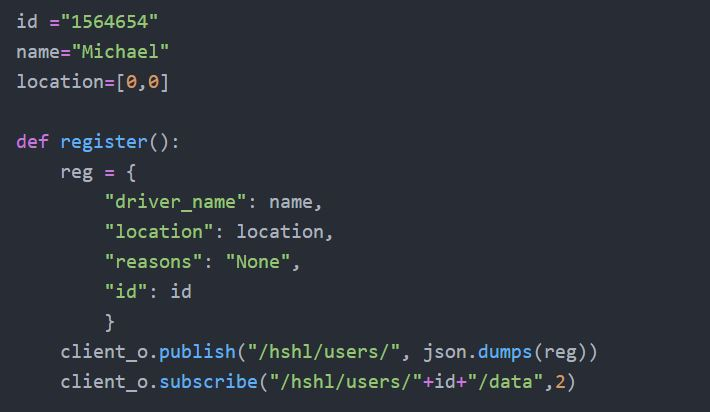 id ="1564654"
name="Michael"
location=[0,0]

def register():
    reg = {
        "driver_name": name,
        "location": location,
        "reasons": "None",
        "id": id
        }
    client_o.publish("/hshl/users/", json.dumps(reg))
    client_o.subscribe("/hshl/users/"+id+"/data",2)